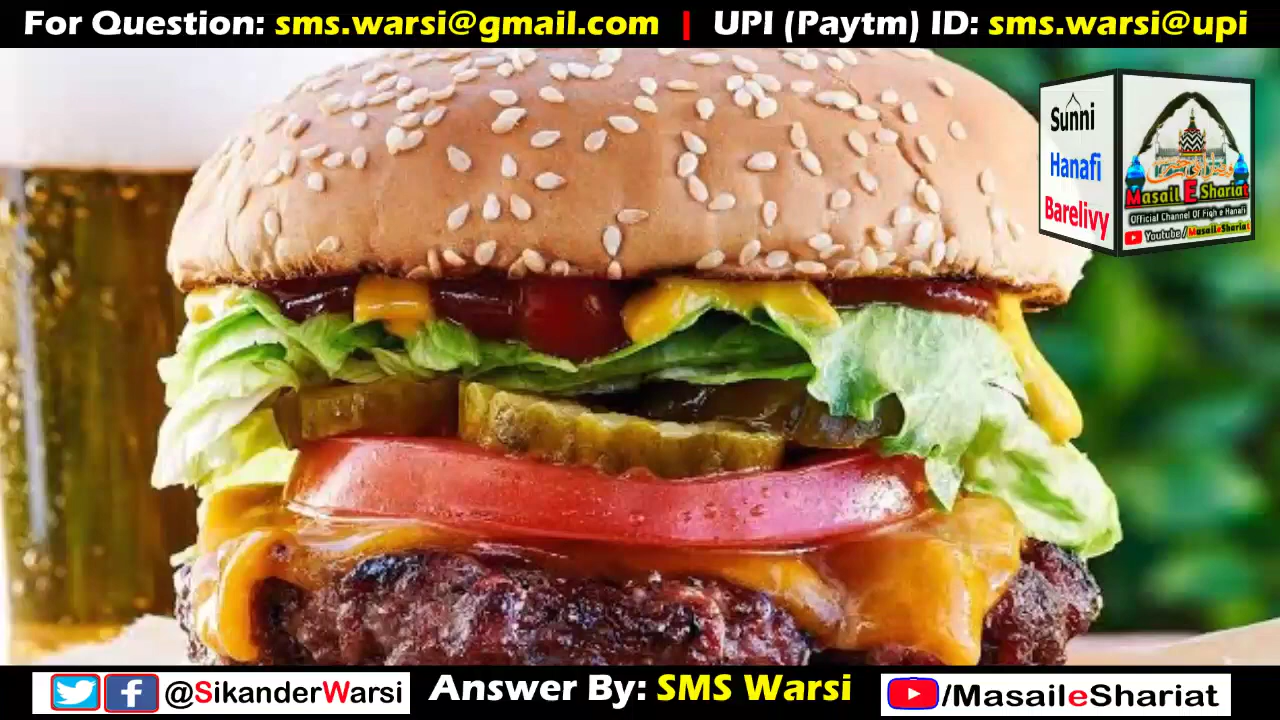 For Question: sms.warsi@gmail.com | UPI (Paytm) ID: sms.warsi@upi
Sunni
Hanafi
Barelivy
Masail E Shariat
Official Channel Of Fiqh e Hanafi
Youtube/MasaileShariat
@SikanderWarsi
Answer By: SMS Warsi
/MasaileShariat